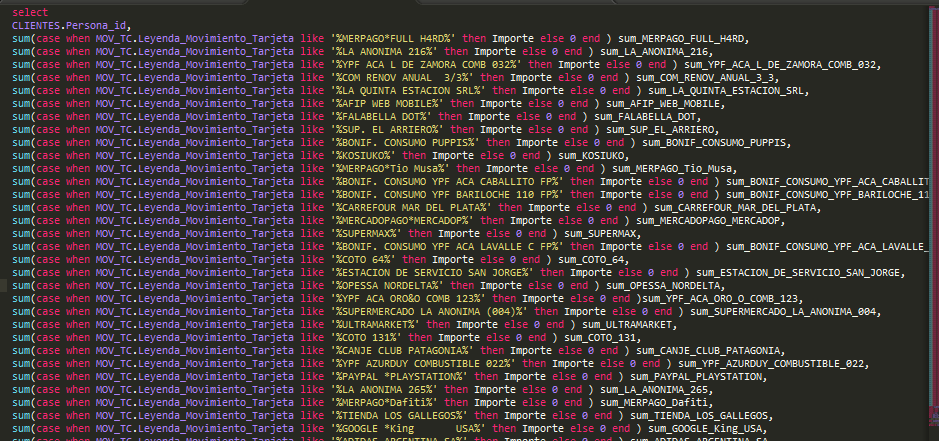 select
CLIENTES.Persona_id,
sum(case when MOV_TC.Leyenda_Movimiento_Tarjeta like '%MERPAGO*FULL H4RD%' then Importe else 0 end ) sum_MERPAGO_FULL_H4RD,
sum(case when MOV_TC.Leyenda_Movimiento_Tarjeta like '%LA ANONIMA 216%' then Importe else 0 end ) sum_LA_ANONIMA_216,
sum(case when MOV_TC.Leyenda_Movimiento_Tarjeta like '%YPF ACA L DE ZAMORA COMB 032%' then Importe else 0 end ) sum_YPF_ACA_L_DE_ZAMORA_COMB_032,
sum(case when MOV_TC.Leyenda_Movimiento_Tarjeta like '%COM RENOV ANUAL  3/3%' then Importe else 0 end ) sum_COM_RENOV_ANUAL_3_3,
sum(case when MOV_TC.Leyenda_Movimiento_Tarjeta like '%LA QUINTA ESTACION SRL%' then Importe else 0 end ) sum_LA_QUINTA_ESTACION_SRL,
sum(case when MOV_TC.Leyenda_Movimiento_Tarjeta like '%AFIP WEB MOBILE%' then Importe else 0 end ) sum_AFIP_WEB_MOBILE,
sum(case when MOV_TC.Leyenda_Movimiento_Tarjeta like '%FALABELLA DOT%' then Importe else 0 end ) sum_FALABELLA_DOT,
sum(case when MOV_TC.Leyenda_Movimiento_Tarjeta like '%SUP. EL ARRIERO%' then Importe else 0 end ) sum_SUP_EL_ARRIERO,
sum(case when MOV_TC.Leyenda_Movimiento_Tarjeta like '%BONIF. CONSUMO PUPPIS%' then Importe else 0 end ) sum_BONIF_CONSUMO_PUPPIS,
sum(case when MOV_TC.Leyenda_Movimiento_Tarjeta like '%KOSIUKO%' then Importe else 0 end ) sum_KOSIUKO,
sum(case when MOV_TC.Leyenda_Movimiento_Tarjeta like '%MERPAGO*Tio Musa%' then Importe else 0 end ) sum_MERPAGO_Tio_Musa,
sum(case when MOV_TC.Leyenda_Movimiento_Tarjeta like '%BONIF. CONSUMO YPF ACA CABALLITO FP%' then Importe else 0 end ) sum_BONIF_CONSUMO_YPF_ACA_CABALLIT
sum(case when MOV_TC.Leyenda_Movimiento_Tarjeta like '%BONIF. CONSUMO YPF BARILOCHE 110 FP%' then Importe else 0 end ) sum_BONIF_CONSUMO_YPF_BARILOCHE_11
sum(case when MOV_TC.Leyenda_Movimiento_Tarjeta like '%CARREFOUR MAR DEL PLATA%' then Importe else 0 end ) sum_CARREFOUR_MAR_DEL_PLATA,
sum(case when MOV_TC.Leyenda_Movimiento_Tarjeta like '%MERCADOPAGO*MERCADOP%' then Importe else 0 end ) sum_MERCADOPAGO_MERCADOP,
sum(case when MOV_TC.Leyenda_Movimiento_Tarjeta like '%SUPERMAX%' then Importe else 0 end ) sum_SUPERMAX,
sum(case when MOV_TC.Leyenda_Movimiento_Tarjeta like '%BONIF. CONSUMO YPF ACA LAVALLE C FP%' then Importe else 0 end ) sum_BONIF_CONSUMO_YPF_ACA_LAVALLE_
sum(case when MOV_TC.Leyenda_Movimiento_Tarjeta like '%COTO 64%' then Importe else 0 end ) sum_COTO_64,
sum(case when MOV_TC.Leyenda_Movimiento_Tarjeta like '%ESTACION DE SERVICIO SAN JORGE%' then Importe else 0 end ) sum_ESTACION_DE_SERVICIO_SAN_JORGE,
sum(case when MOV_TC.Leyenda_Movimiento_Tarjeta like '%OPESSA NORDELTA%' then Importe else 0 end ) sum_OPESSA_NORDELTA,
sum(case when MOV_TC.Leyenda_Movimiento_Tarjeta like '%YPF ACA ORO&O COMB 123%' then Importe else 0 end )sum_YPF_ACA_ORO_O_COMB_123,
sum(case when MOV_TC.Leyenda_Movimiento_Tarjeta like '%SUPERMERCADO LA ANONIMA (004)%' then Importe else 0 end ) sum_SUPERMERCADO_LA_ANONIMA_004,
sum(case when MOV_TC.Leyenda_Movimiento_Tarjeta like '%ULTRAMARKET%' then Importe else 0 end ) sum_ULTRAMARKET,
sum(case when MOV_TC.Leyenda_Movimiento_Tarjeta like '%COTO 131%' then Importe else 0 end ) sum_COTO_131,
sum(case when MOV_TC.Leyenda_Movimiento_Tarjeta like '%CANJE CLUB PATAGONIA%' then Importe else 0 end ) sum_CANJE_CLUB_PATAGONIA,
sum(case when MOV_TC.Leyenda_Movimiento_Tarjeta like '%YPF AZURDUY COMBUSTIBLE 022%' then Importe else 0 end ) sum_YPF_AZURDUY_COMBUSTIBLE_022,
sum(case when MOV_TC.Leyenda_Movimiento_Tarjeta like '%PAYPAL *PLAYSTATION%' then Importe else 0 end ) sum_PAYPAL_PLAYSTATION,
sum(case when MOV_TC.Leyenda_Movimiento_Tarjeta like '%LA ANONIMA 265%' then Importe else 0 end ) sum_LA_ANONIMA_265,
sum(case when MOV_TC.Leyenda_Movimiento_Tarjeta like '%MERPAGO*Dafiti%' then Importe else 0 end ) sum_MERPAGO_Dafiti,
sum(case when MOV_TC.Leyenda_Movimiento_Tarjeta like '%TIENDA LOS GALLEGOS%' then Importe else 0 end ) sum_TIENDA_LOS_GALLEGOS,
sum(case when MOV_TC.Leyenda_Movimiento_Tarjeta like '%GOOGLE *King      USA%' then Importe else 0 end ) sum_GOOGLE_King_USA,
sum(case when MOV_TC.Leyenda_Movimiento_Tarjeta like '%ADIDAS ARGENTINA SA%' then Importe else 0 end ) sum_ADIDAS_ARGENTINA_SA